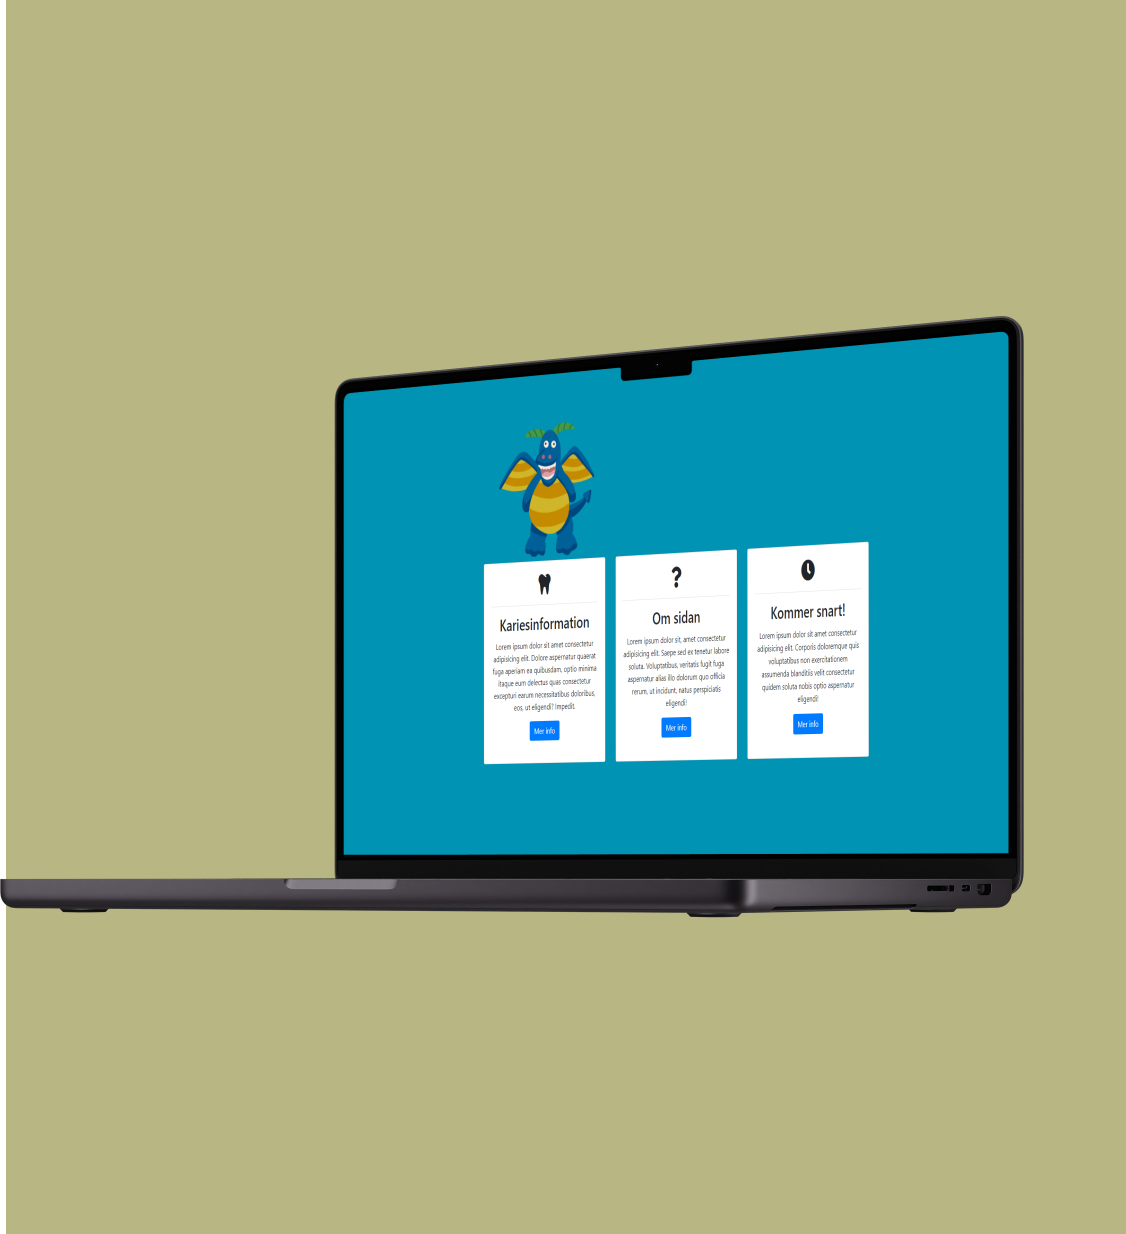 Kariesinformation
Lorem ipsum dolor sit amet consectetur
adipisicing elit. Dolore aspernatur quaerat
fuga aperiam ea quibusdam, optio minima
itaque eum delectus quas consectetur
excepturi earum necessitatibus doloribus,
eos, ut eligendi? Impedit.
Mer info
Om sidan
Lorem ipsum dolor sit, amet consectetur
adipisicing elit. Saepe sed ex tenetur labore
soluta. Voluptatibus, veritatis fugit fuga
aspernatur alias illo dolorum quo officia
rerum, ut incidunt, natus perspiciatis
eligendi!
Mer info
Kommer snart!
Lorem ipsum dolor sit amet consectetur
adipisicing elit. Corporis doloremque quis
voluptatibus non exercitationem
assumenda blanditiis velit consectetur
quidem soluta nobis optio aspernatur
eligendi!
Mer info